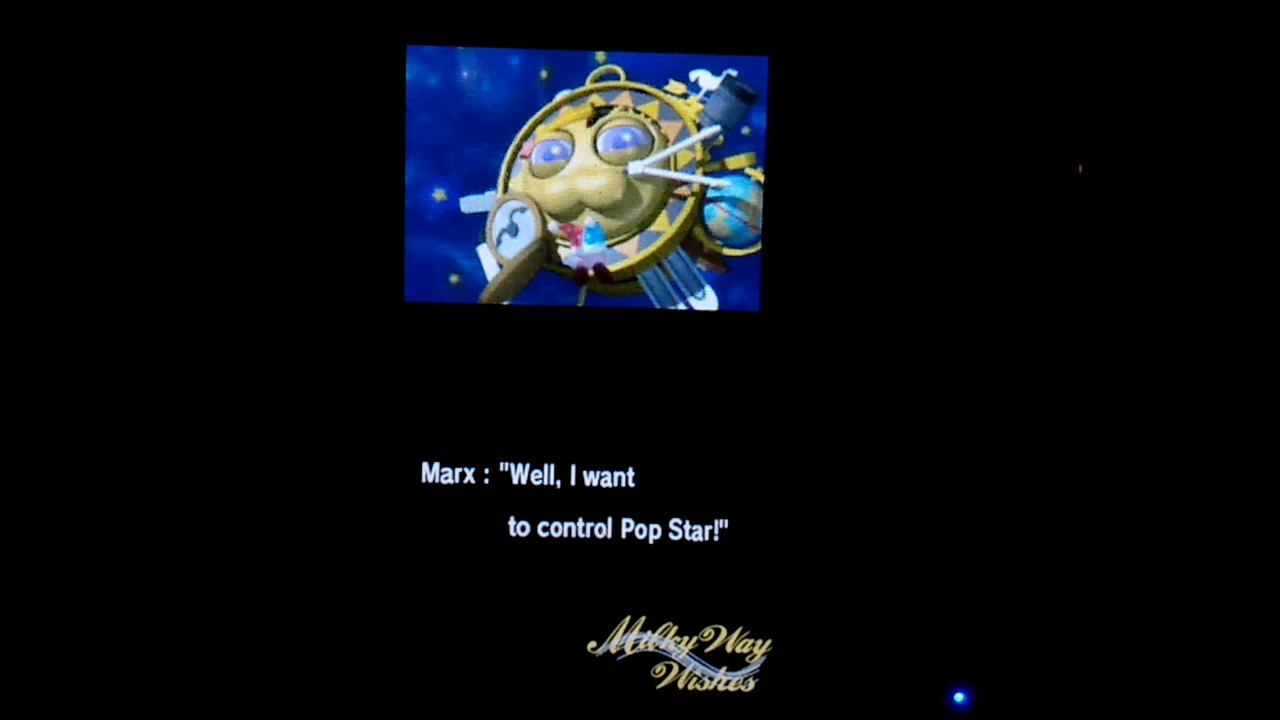 Marx : "Well, I want
to control Pop Star!"
Milky Way
Wishes